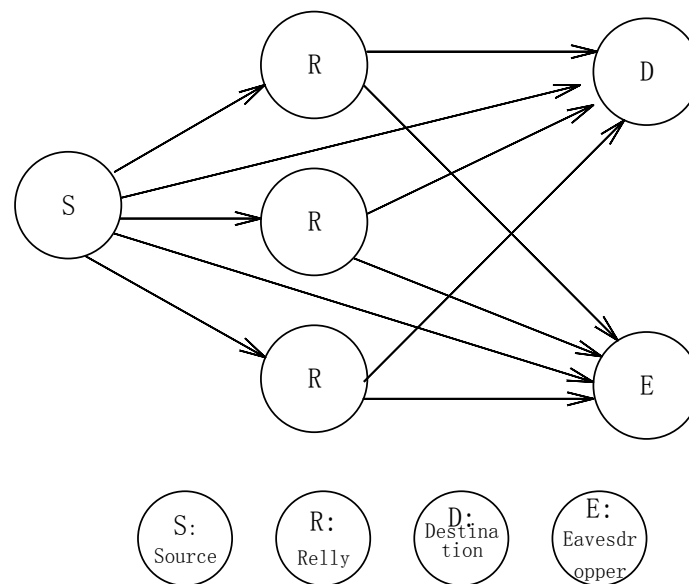 R
D
S
R
R
E
S:
Source
R:
Relly
D:
Destina
tion
E:
Eavesdr
opper